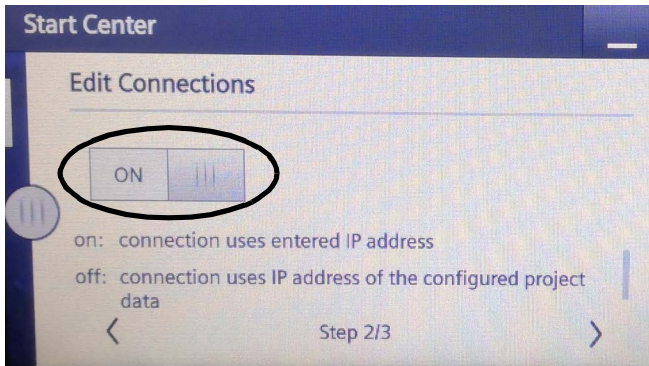 Start Center
Edit Connections
ON
on: connection uses entered IP address
off: connection uses IP address of the configured project
data
Step 2/3